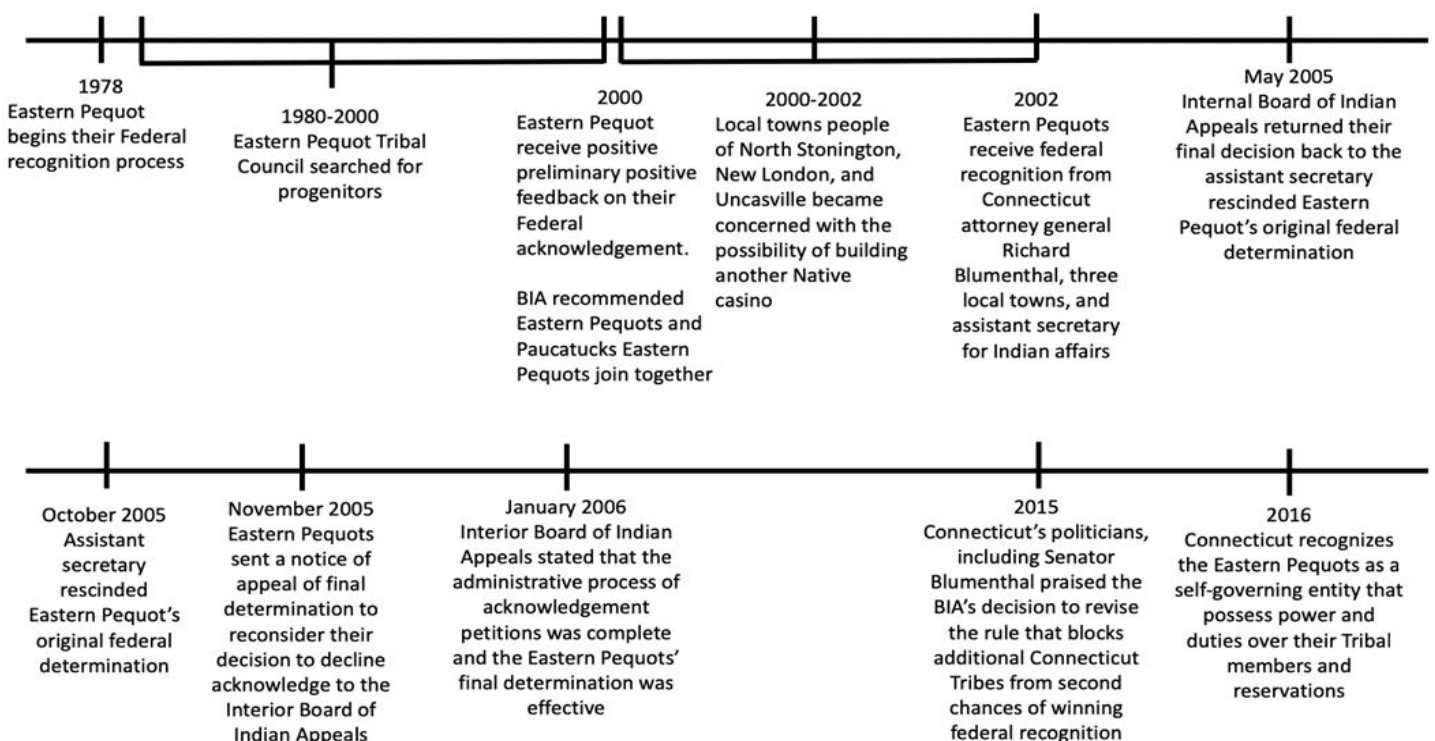 1978
Eastern Pequot
begins their Federal
recognition process
1980-2000
Eastern Pequot Tribal
Council searched for
progenitors
2000
Eastern Pequot
receive positive
preliminary positive
feedback on their
Federal
acknowledgement.
BIA recommended
Eastern Pequots and
Paucatucks Eastern
Pequots join together
2000-2002
Local towns people
of North Stonington,
New London, and
Uncasville became
concerned with the
possibility of building
another Native
casino
2002
Eastern Pequots
receive federal
recognition from
Connecticut
attorney general
Richard
Blumenthal, three
local towns, and
assistant secretary
for Indian affairs
May 2005
Internal Board of Indian
Appeals returned their
final decision back to the
assistant secretary
rescinded Eastern
Pequot’s original federal
determination
October 2005
Assistant
secretary
rescinded
Eastern Pequot’s
original federal
determination
November 2005
Eastern Pequots
sent a notice of
appeal of final
determination to
reconsider their
decision to decline
acknowledge to the
Interior Board of
Indian Appeals
January 2006
Interior Board of Indian
Appeals stated that the
administrative process of
acknowledgement
petitions was complete
and the Eastern Pequots’
final determination was
effective
2015
Connecticut’s politicians,
including Senator
Blumenthal praised the
BIA’s decision to revise
the rule that blocks
additional Connecticut
Tribes from second
chances of winning
federal recognition
2016
Connecticut recognizes
the Eastern Pequots as a
self-governing entity that
possess power and
duties over their Tribal
members and
reservations